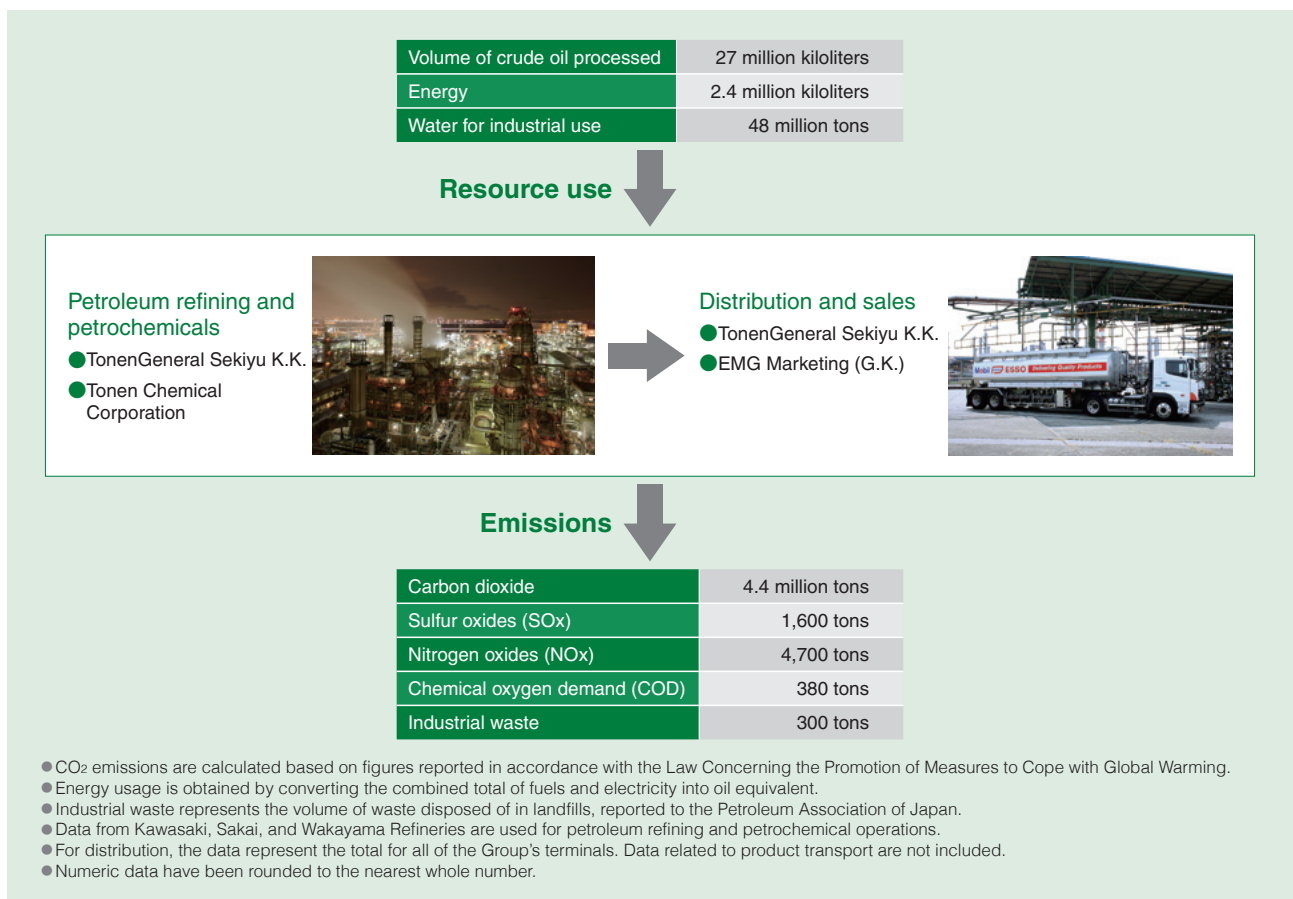 Volume of crude oil processed 27 million kiloliters
Energy 2.4 million kiloliters
Water for industrial use 48 million tons
Resource use
Petroleum refining and
petrochemicals
●TonenGeneral Sekiyu K.K.
●Tonen Chemical
Corporation
Distribution and sales
●TonenGeneral Sekiyu K.K.
●EMG Marketing (G.K.)
Mobil ESSO Delivering Quality Products
Emissions
Carbon dioxide 4.4 million tons
Sulfur oxides (SOx) 1,600 tons
Nitrogen oxides (NOx) 4,700 tons
Chemical oxygen demand (COD) 380 tons
Industrial waste 300 tons
●CO2 emissions are calculated based on figures reported in accordance with the Law Concerning the Promotion of Measures to Cope with Global Warming.
●Energy usage is obtained by converting the combined total of fuels and electricity into oil equivalent.
●Industrial waste represents the volume of waste disposed of in landfills, reported to the Petroleum Association of Japan.
●Data from Kawasaki, Sakai, and Wakayama Refineries are used for petroleum refining and petrochemical operations.
●For distribution, the data represent the total for all of the Group's terminals. Data related to product transport are not included.
●Numeric data have been rounded to the nearest whole number.